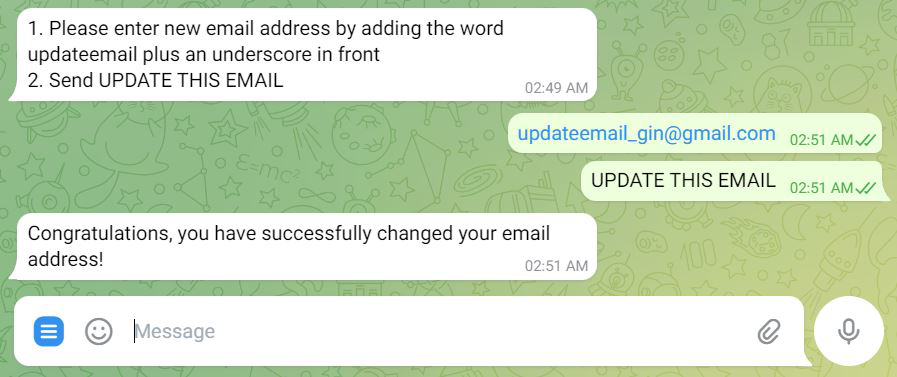 1. Please enter new email address by adding the word
updateemail plus an underscore in front
2. Send UPDATE THIS EMAIL
02:49 AM
updateemail_gin@gmail.com 02:51 AM
UPDATE THIS EMAIL 02:51 AM
Congratulations, you have successfully changed your email
address!
02:51 AM
Message
E=mc²